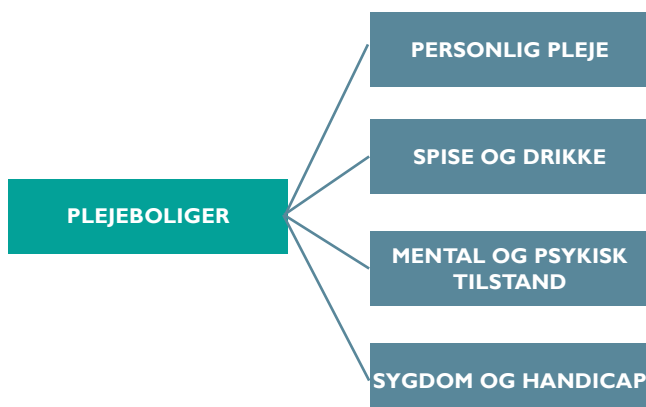 PERSONLIG PLEJE
SPISE OG DRIKKE
PLEJEBOLIGER
MENTAL OG PSYKISK
TILSTAND
SYGDOM OG HANDICAP